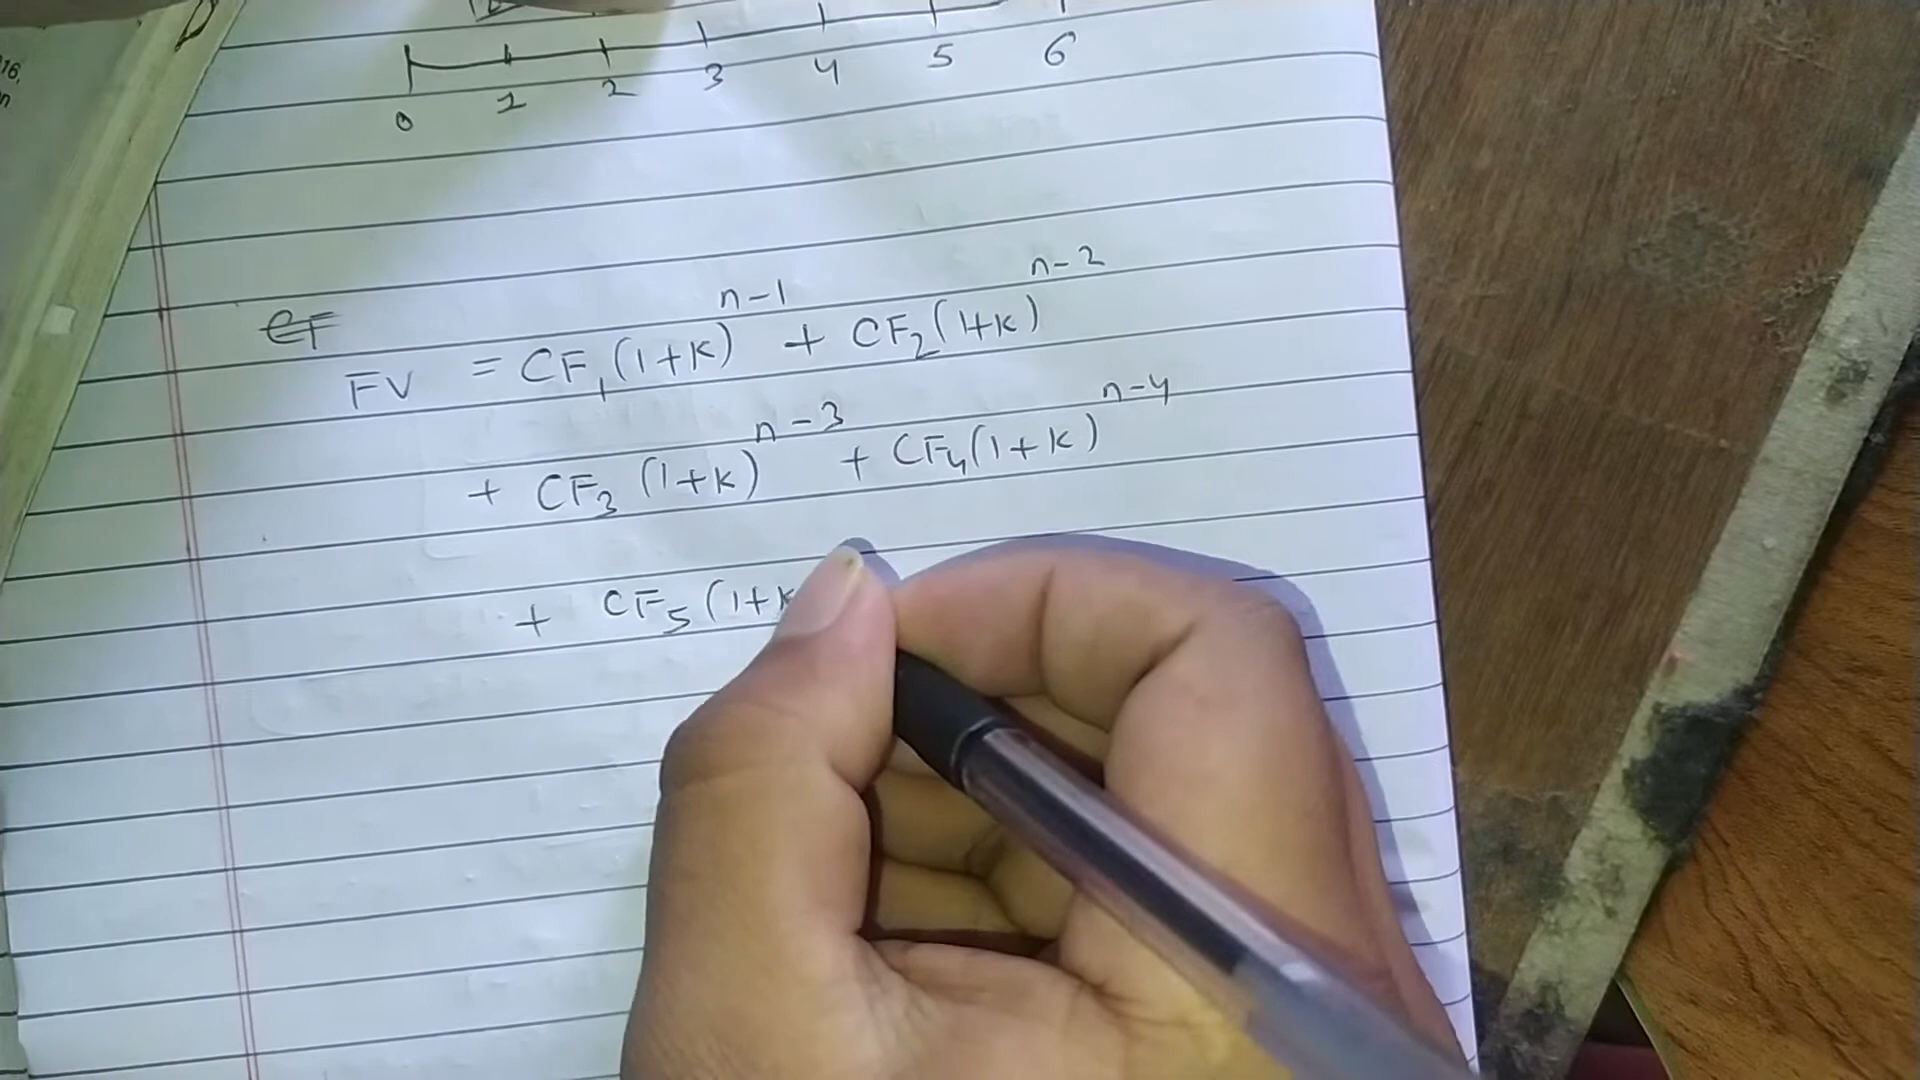 16,
n
0 1 2 3 4 5 6
CF
FV = CF₁(1+k)ⁿ⁻¹ + CF₂(1+k)ⁿ⁻²
+ CF₃(1+k)ⁿ⁻³ + CF₄(1+k)ⁿ⁻⁴
+ CF₅(1+k